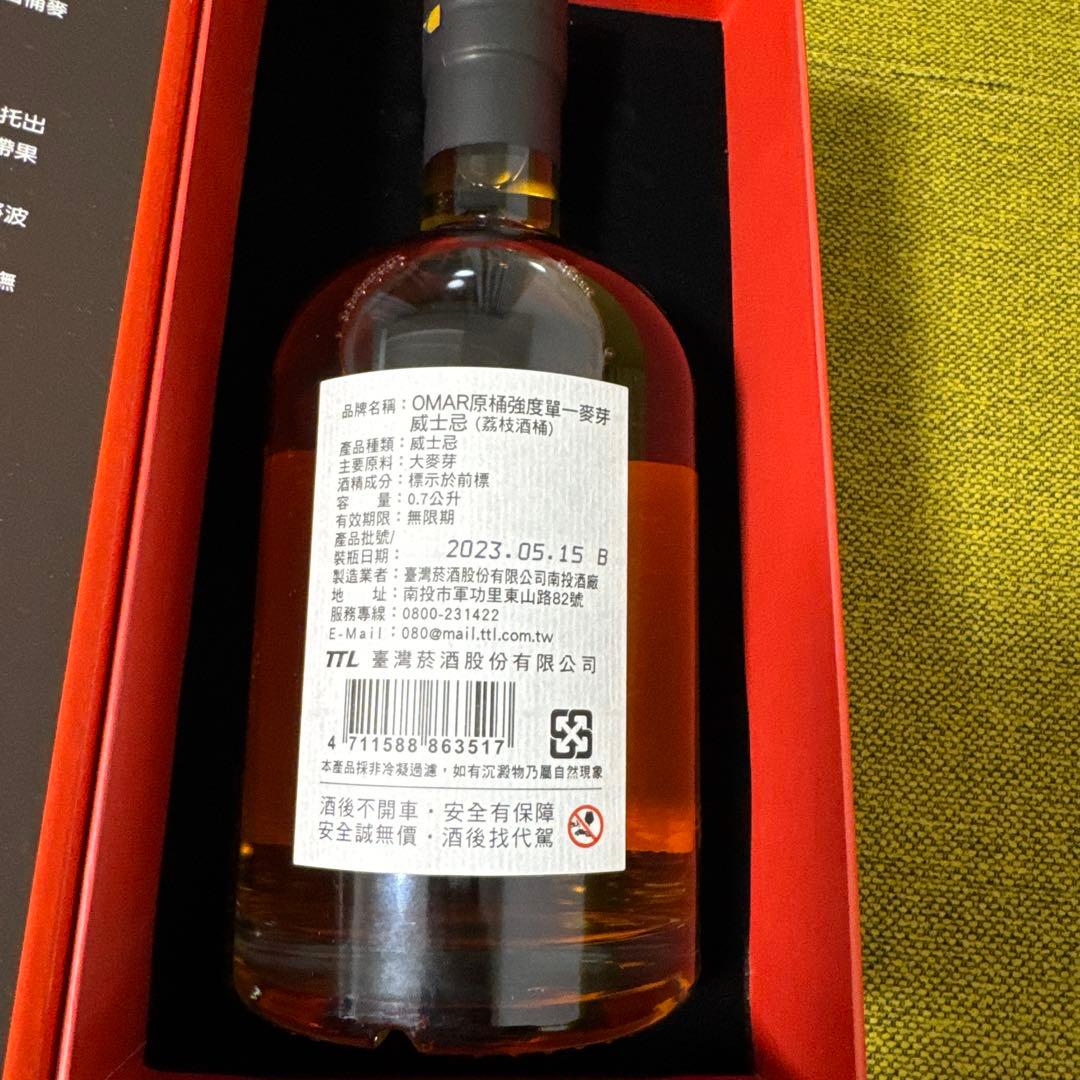 托出
帶果
波
無
品牌名稱：OMAR原桶強度單一麥芽
威士忌 (荔枝酒桶)
產品種類：威士忌
主要原料：大麥芽
酒精成分：標示於前標
容　　量：0.7公升
有效期限：無限期
產品批號/
裝瓶日期： 2023.05.15 B
製造業者：臺灣菸酒股份有限公司南投酒廠
地　　址：南投市軍功里東山路82號
服務專線：0800-231422
E-Mail：080@mail.ttl.com.tw
TTL 臺灣菸酒股份有限公司
4 711588 863517
本產品採非冷凝過濾，如有沉澱物乃屬自然現象
酒後不開車．安全有保障
安全誠無價．酒後找代駕